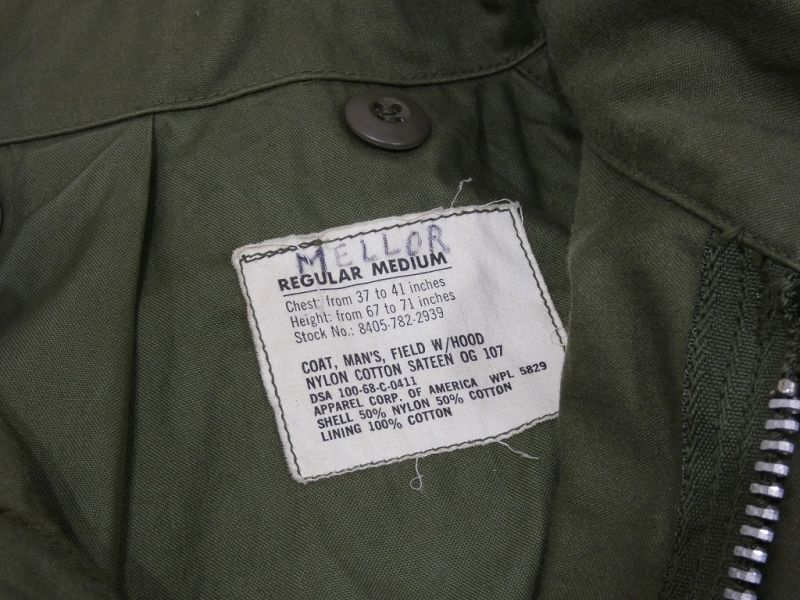 MELLOR
REGULAR MEDIUM
Chest: from 37 to 41 inches
Height: from 67 to 71 inches
Stock No.: 8405-782-2939
COAT, MAN'S, FIELD W/HOOD
NYLON COTTON SATEEN OG 107
DSA 100-68-C-0411
APPAREL CORP. OF AMERICA WPL 5829
SHELL 50% NYLON 50% COTTON
LINING 100% COTTON